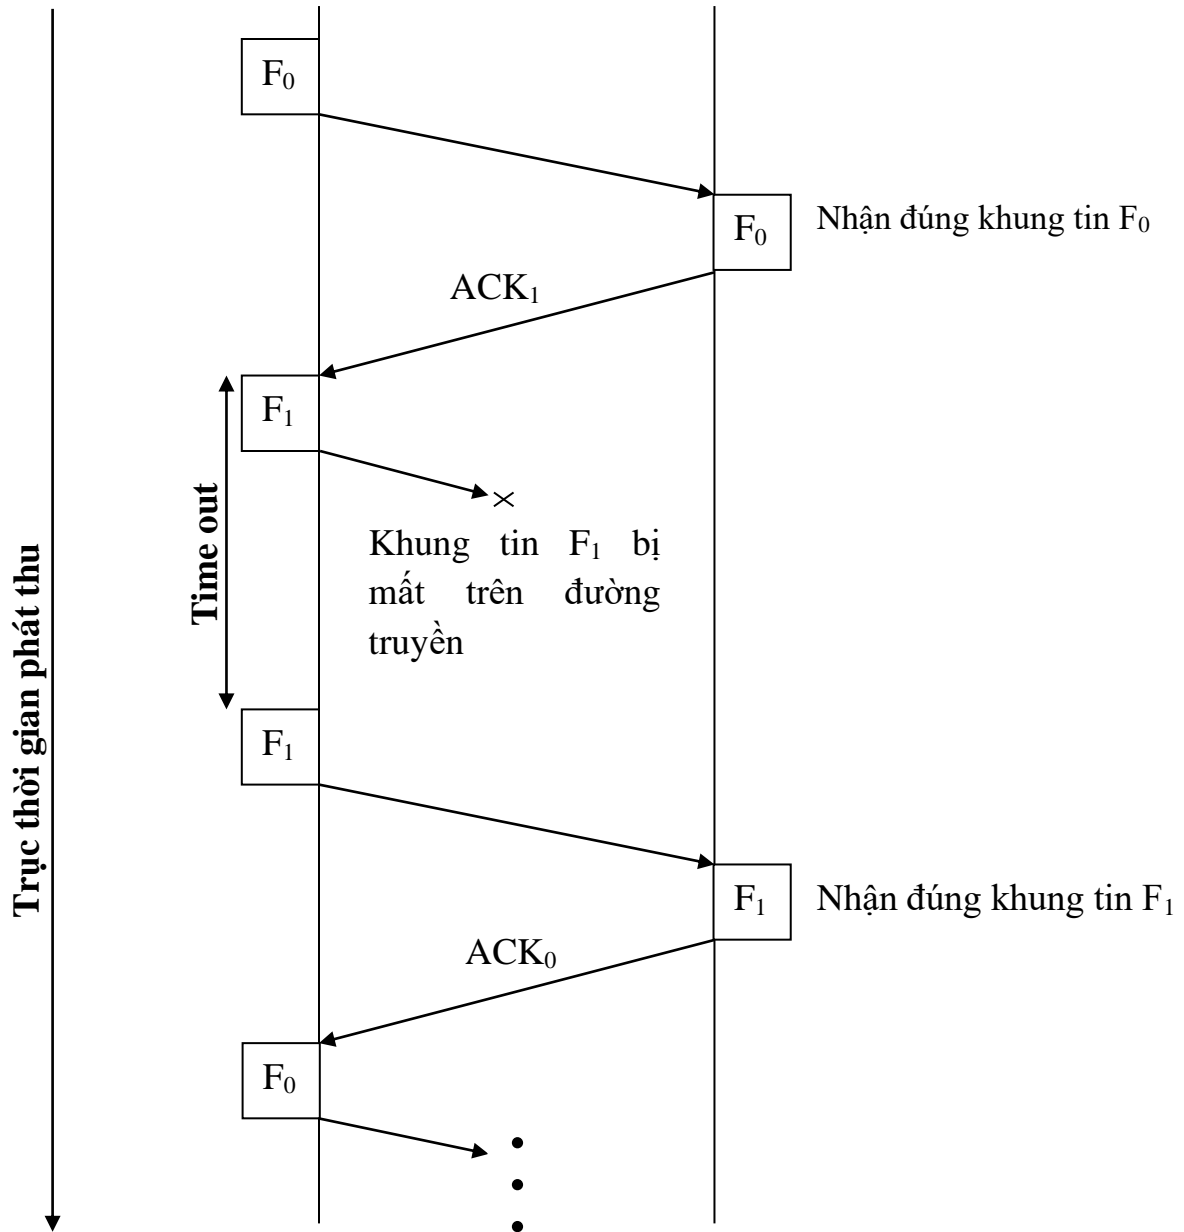 F₀
F₀
Nhận đúng khung tin F₀
ACK₁
F₁
Khung tin F₁ bị
mất trên đường
truyền
Time out
Trục thời gian phát thu
F₁
F₁
Nhận đúng khung tin F₁
ACK₀
F₀